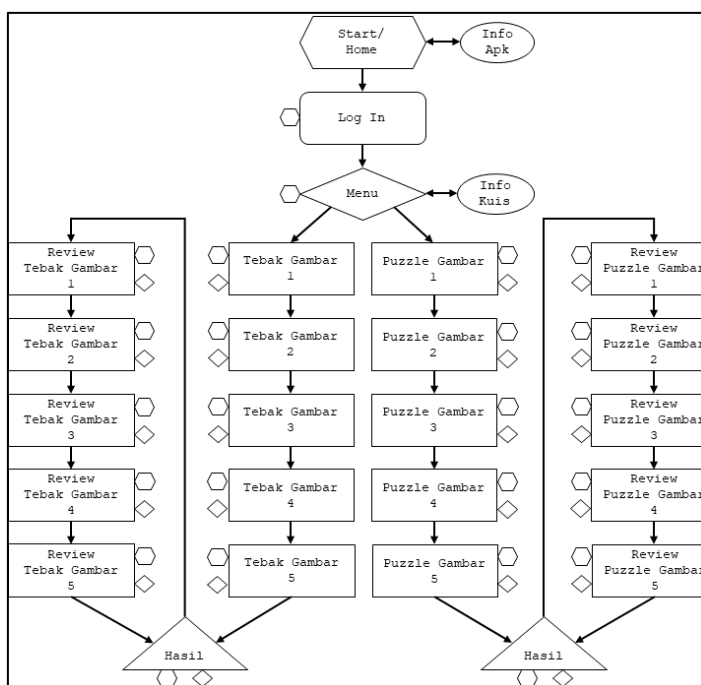 Start/
Home
Info
Apk
Log In
Menu
Info
Kuis
Review
Tebak Gambar
1
Tebak Gambar
1
Puzzle Gambar
1
Review
Puzzle Gambar
1
Review
Tebak Gambar
2
Tebak Gambar
2
Puzzle Gambar
2
Review
Puzzle Gambar
2
Review
Tebak Gambar
3
Tebak Gambar
3
Puzzle Gambar
3
Review
Puzzle Gambar
3
Review
Tebak Gambar
4
Tebak Gambar
4
Puzzle Gambar
4
Review
Puzzle Gambar
4
Review
Tebak Gambar
5
Tebak Gambar
5
Puzzle Gambar
5
Review
Puzzle Gambar
5
Hasil
Hasil